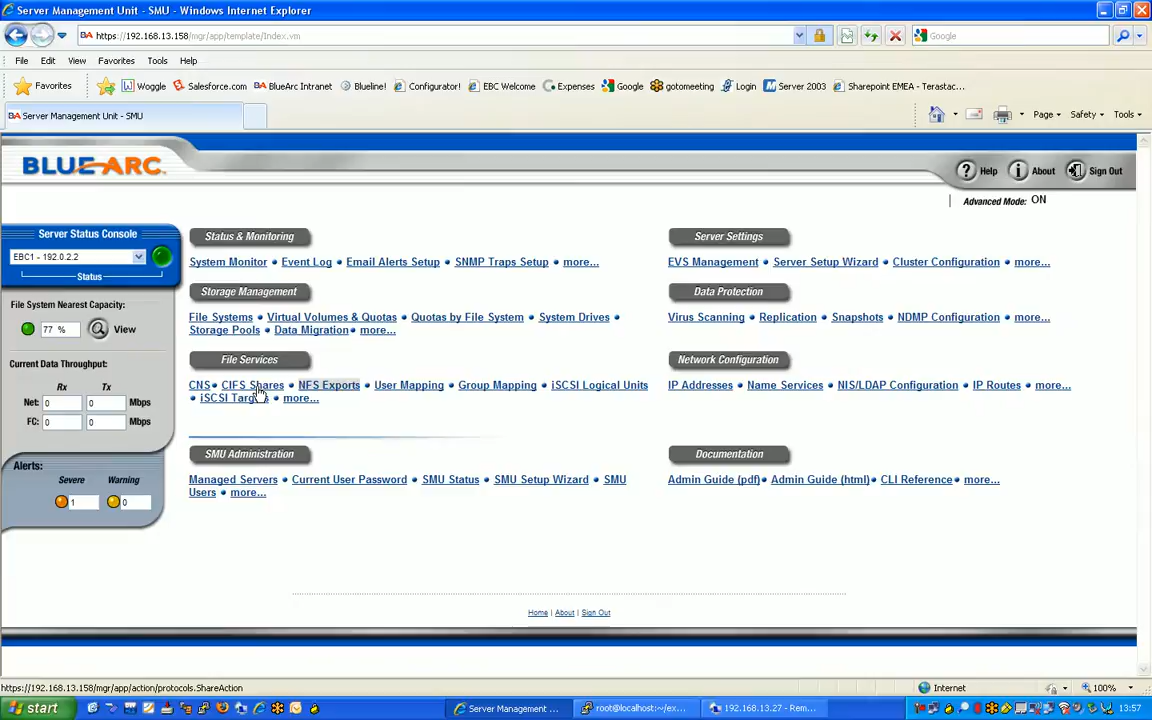 Server Management Unit - SMU - Windows Internet Explorer
https://192.168.13.158/mgr/app/template/Index.vm
Google
File Edit View Favorites Tools Help
Favorites Woggle Salesforce.com BlueArc Intranet Blueline! Configurator! EBC Welcome Expenses Google gotomeeting Login Server 2003 Sharepoint EMEA - Terastac...
Server Management Unit - SMU
Page Safety Tools
BLUEARC
Help About Sign Out
Advanced Mode: ON
Server Status Console
EBC1 - 192.0.2.2
Status
File System Nearest Capacity:
77 % View
Current Data Throughput:
Rx Tx
Net: 0 0 Mbps
FC: 0 0 Mbps
Alerts:
Severe Warning
1 0
Status & Monitoring
System Monitor • Event Log • Email Alerts Setup • SNMP Traps Setup • more...
Storage Management
File Systems • Virtual Volumes & Quotas • Quotas by File System • System Drives •
Storage Pools • Data Migration • more...
File Services
CNS • CIFS Shares • NFS Exports • User Mapping • Group Mapping • iSCSI Logical Units
• iSCSI Targets • more...
SMU Administration
Managed Servers • Current User Password • SMU Status • SMU Setup Wizard • SMU
Users • more...
Server Settings
EVS Management • Server Setup Wizard • Cluster Configuration • more...
Data Protection
Virus Scanning • Replication • Snapshots • NDMP Configuration • more...
Network Configuration
IP Addresses • Name Services • NIS/LDAP Configuration • IP Routes • more...
Documentation
Admin Guide (pdf) • Admin Guide (html) • CLI Reference • more...
Home | About | Sign Out
https://192.168.13.158/mgr/app/action/protocols.ShareAction
Internet
100%
start
Server Management ...
root@localhost:~/ex...
192.168.13.27 - Rem...
13:57